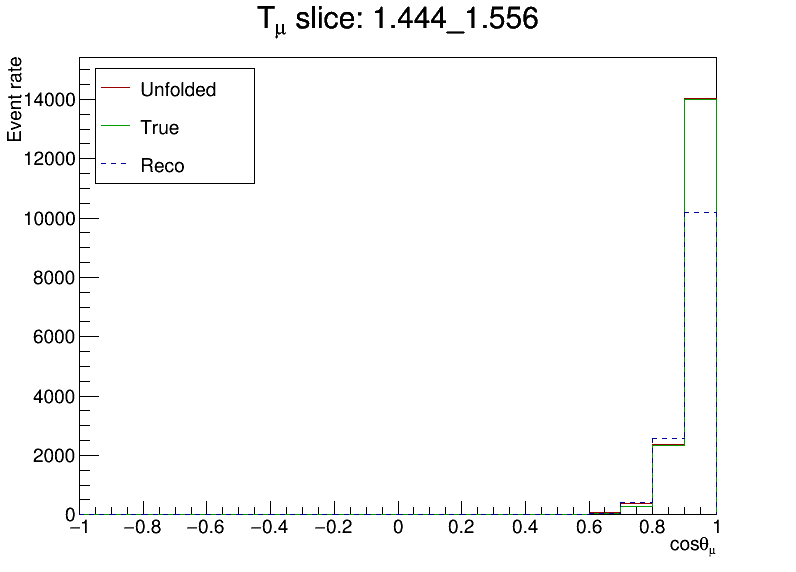 Tμ slice: 1.444_1.556
Event rate
Unfolded
True
Reco
14000
12000
10000
8000
6000
4000
2000
0
−1 −0.8 −0.6 −0.4 −0.2 0 0.2 0.4 0.6 0.8 1
cosθμ